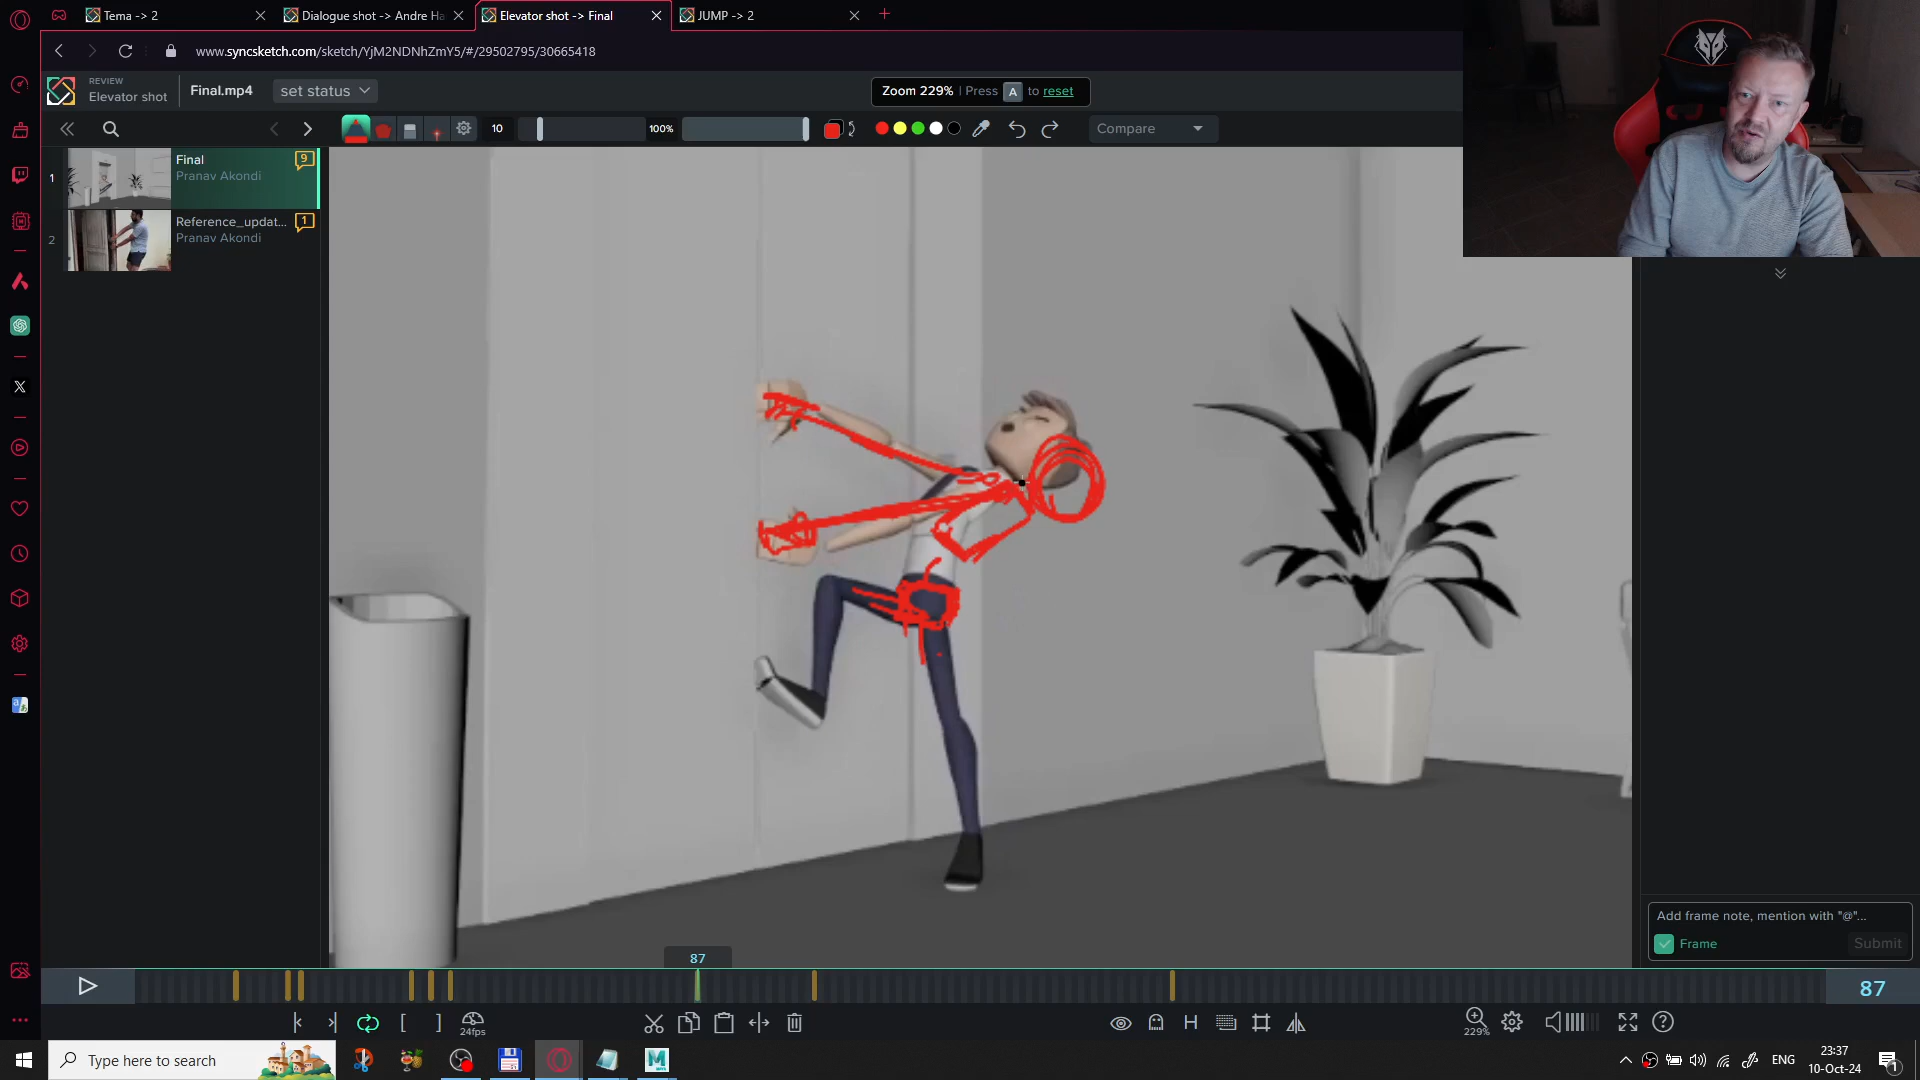 Tema -> 2
Dialogue shot -> Andre Ha
Elevator shot -> Final
JUMP -> 2
www.syncsketch.com/sketch/YjM2NDNhZmY5/#/29502795/30665418
REVIEW
Elevator shot
Final.mp4
set status
Zoom 229% | Press A to reset
10
100%
Compare
1
Final
Pranav Akondi
9
2
Reference_updat...
Pranav Akondi
1
Add frame note, mention with "@"...
Frame
Submit
87
87
24fps
H
229%
Type here to search
ENG
23:37
10-Oct-24
1